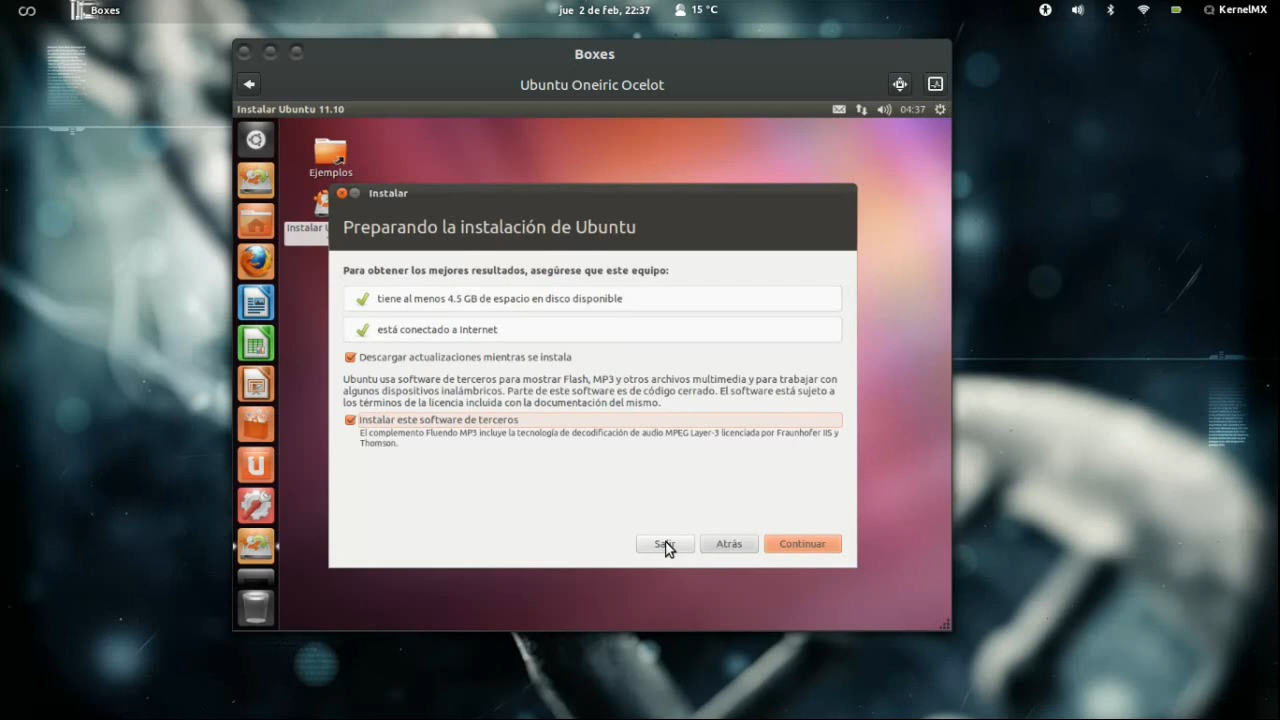 Boxes
jue 2 de feb, 22:37
15 °C
KernelMX
Boxes
Ubuntu Oneiric Ocelot
Instalar Ubuntu 11.10
04:37
Ejemplos
Instalar
Instalar
Preparando la instalación de Ubuntu
Para obtener los mejores resultados, asegúrese que este equipo:
tiene al menos 4.5 GB de espacio en disco disponible
está conectado a Internet
Descargar actualizaciones mientras se instala
Ubuntu usa software de terceros para mostrar Flash, MP3 y otros archivos multimedia y para trabajar con
algunos dispositivos inalámbricos. Parte de este software es de código cerrado. El software está sujeto a
los términos de la licencia incluida con la documentación del mismo.
Instalar este software de terceros
El complemento Fluendo MP3 incluye la tecnología de decodificación de audio MPEG Layer-3 licenciada por Fraunhofer IIS y
Thomson.
Salir
Atrás
Continuar